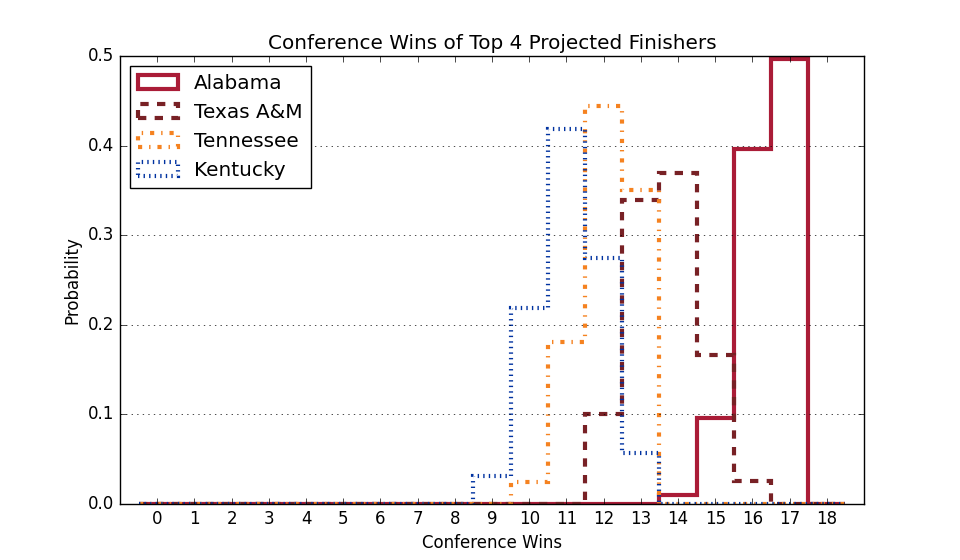 Conference Wins of Top 4 Projected Finishers
0.5
0.4
0.3
0.2
0.1
0.0
Probability
Alabama
Texas A&M
Tennessee
Kentucky
0 1 2 3 4 5 6 7 8 9 10 11 12 13 14 15 16 17 18
Conference Wins